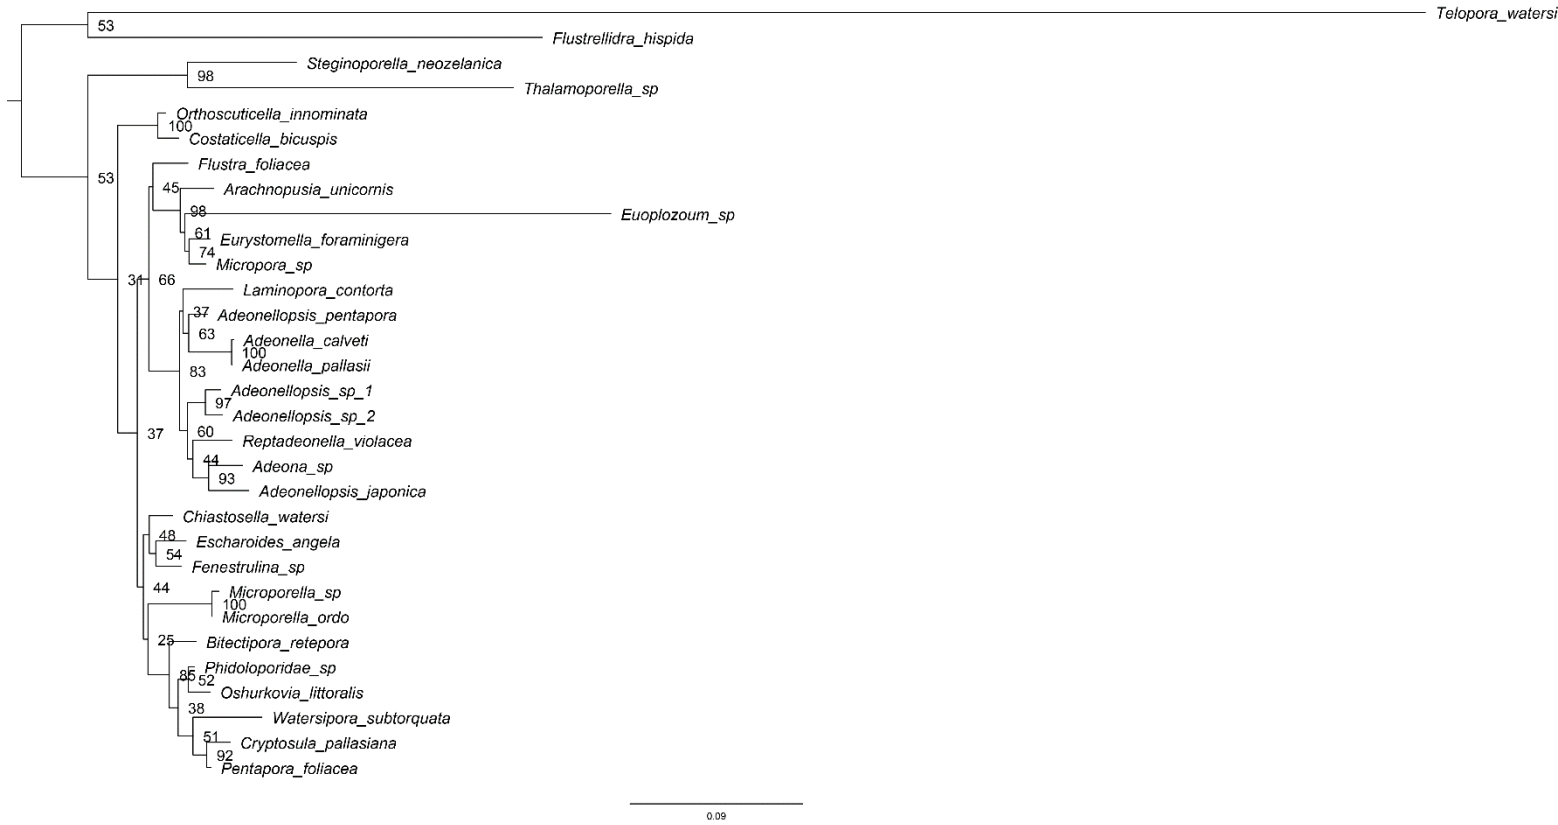 Telopora_watersi
53
Flustrellidra_hispida
Steginoporella_neozelanica
98
Thalamoporella_sp
Orthoscuticella_innominata
100
Costaticella_bicuspis
Flustra_foliacea
53
45
Arachnopusia_unicornis
98
Euoplozoum_sp
61
Eurystomella_foraminigera
74
Micropora_sp
31
66
Laminopora_contorta
37
Adeonellopsis_pentapora
63
Adeonella_calveti
100
Adeonella_pallasii
83
Adeonellopsis_sp_1
97
Adeonellopsis_sp_2
37
60
Reptadeonella_violacea
44
Adeona_sp
93
Adeonellopsis_japonica
Chiastosella_watersi
48
Escharoides_angela
54
Fenestrulina_sp
44
Microporella_sp
100
Microporella_ordo
25
Bitectipora_retepora
Phidoloporidae_sp
85
52
Oshurkovia_littoralis
38
Watersipora_subtorquata
51
Cryptosula_pallasiana
92
Pentapora_foliacea
0.09